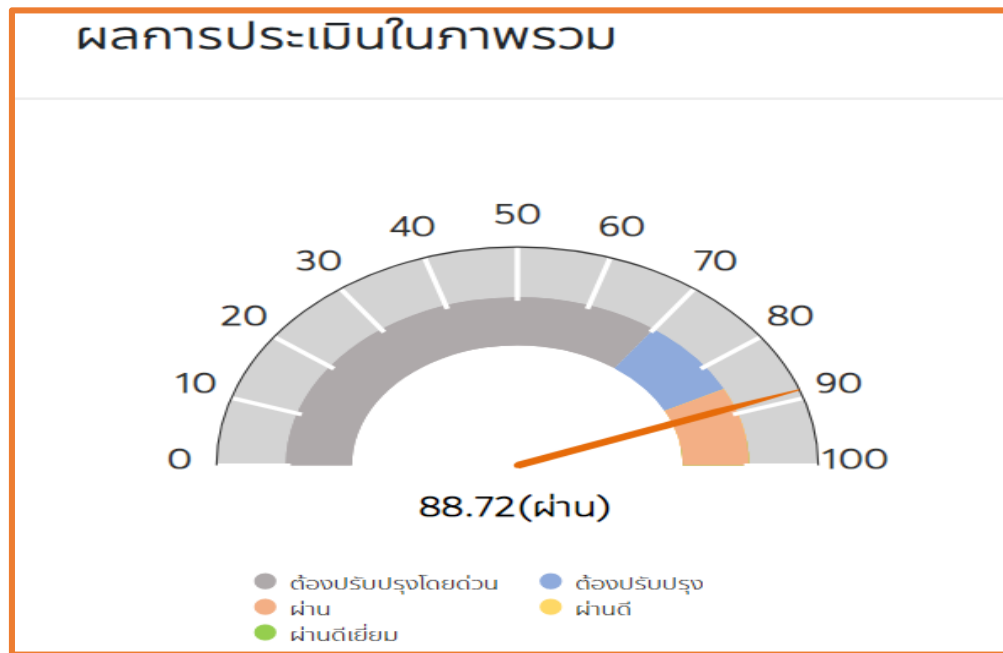 ผลการประเมินในภาพรวม
50
40
60
30
70
20
80
10
90
0
100
88.72(ผ่าน)
ต้องปรับปรุงโดยด่วน ต้องปรับปรุง
ผ่าน ผ่านดี
ผ่านดีเยี่ยม